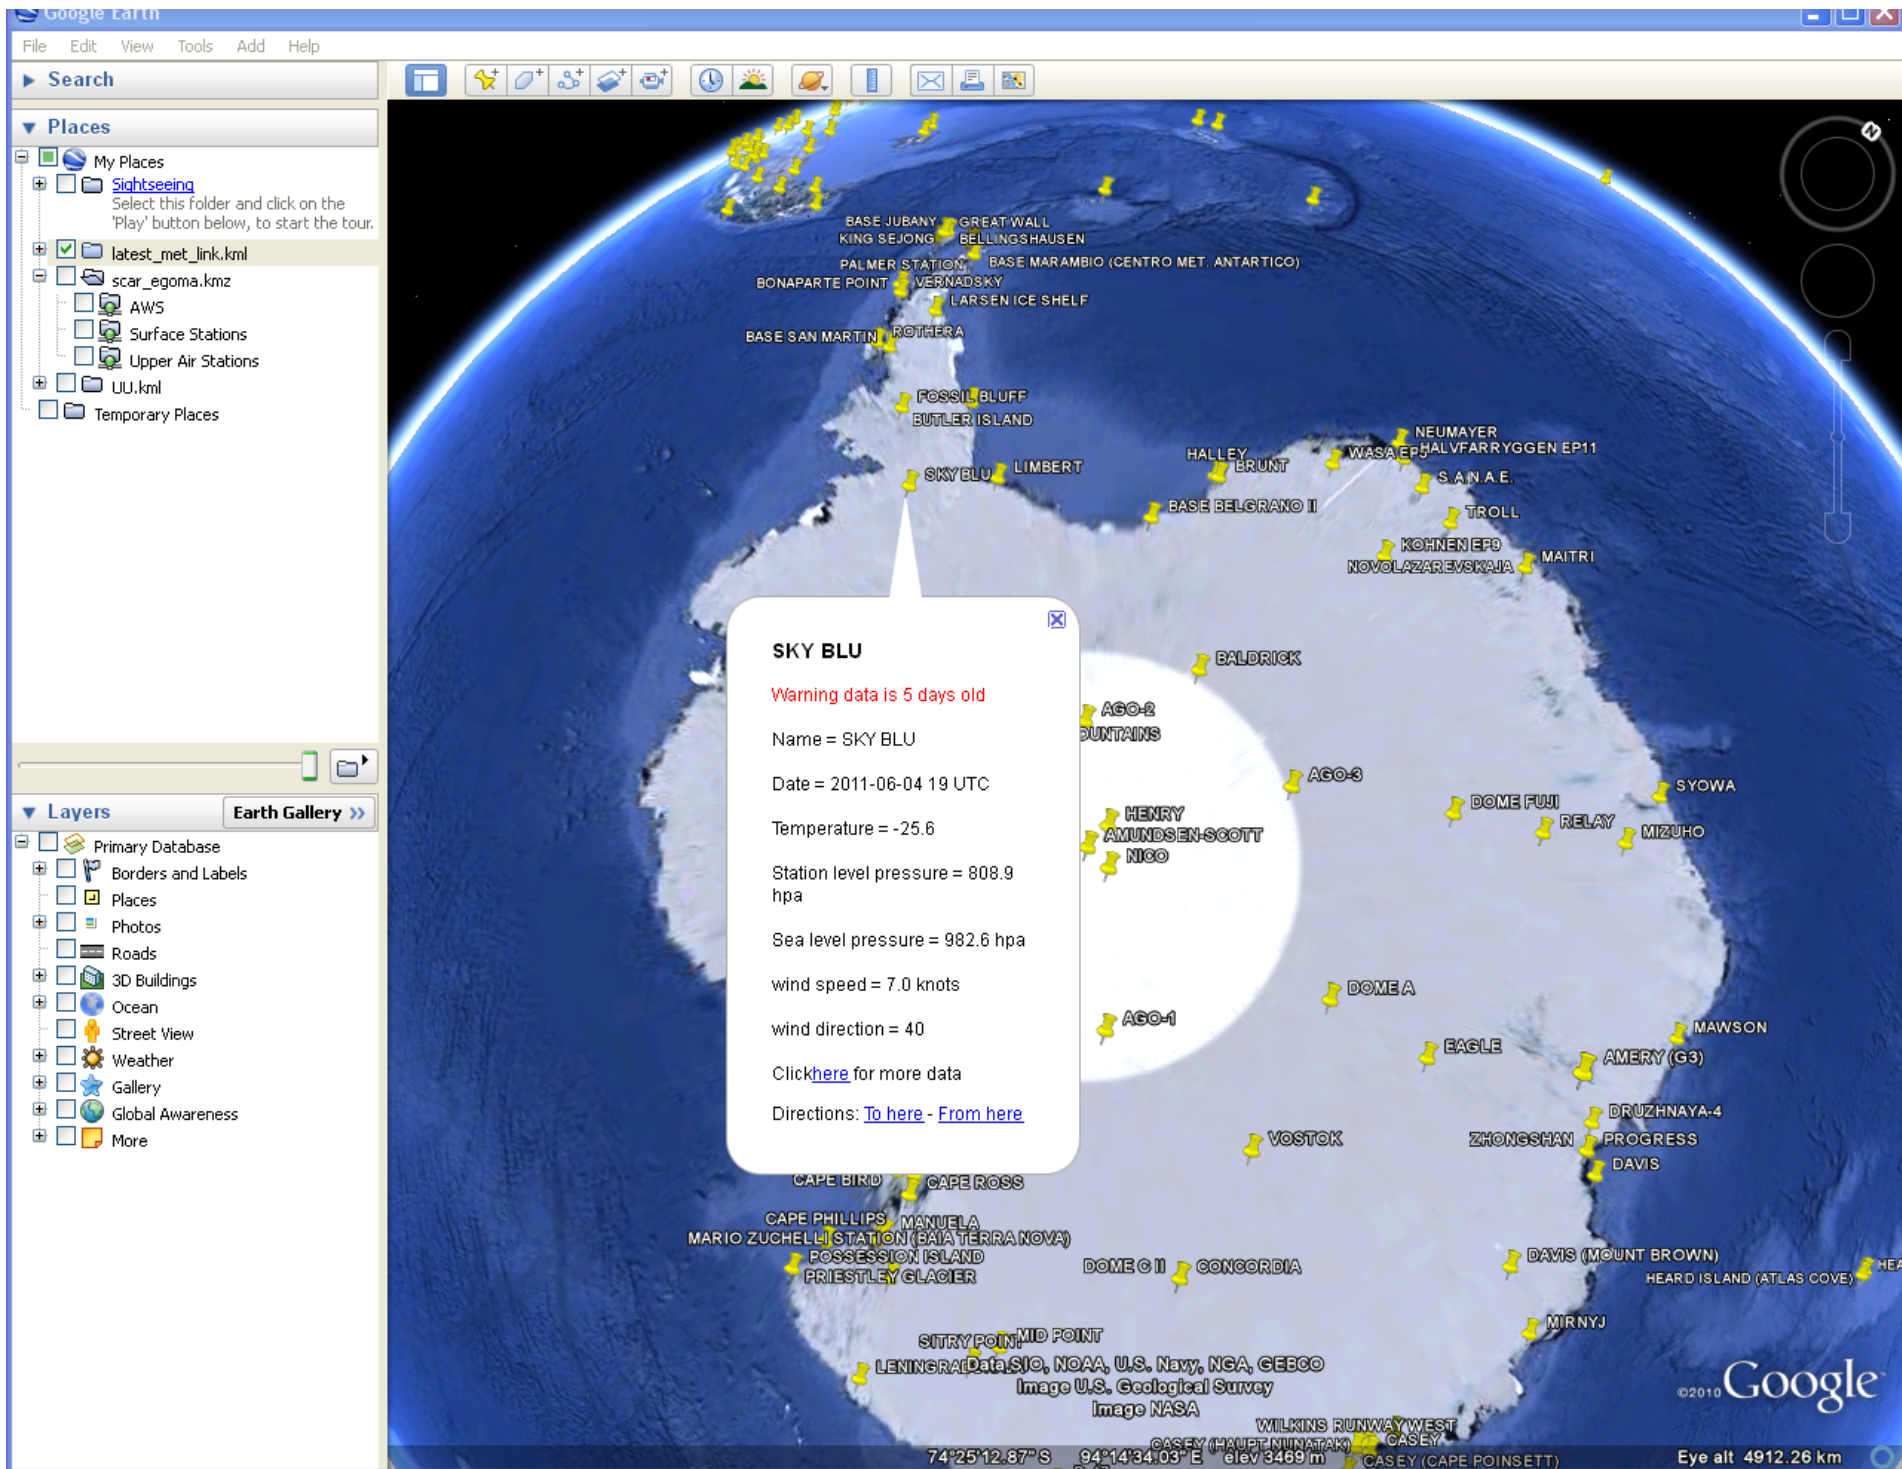 Google Earth
File Edit View Tools Add Help
Search
Places
My Places
Sightseeing
Select this folder and click on the
'Play' button below, to start the tour.
latest_met_link.kml
scar_egoma.kmz
AWS
Surface Stations
Upper Air Stations
UU.kml
Temporary Places
Layers
Earth Gallery >>
Primary Database
Borders and Labels
Places
Photos
Roads
3D Buildings
Ocean
Street View
Weather
Gallery
Global Awareness
More
N
BASE JUBANY
GREAT WALL
KING SEJONG
BELLINGSHAUSEN
PALMER STATION
BASE MARAMBIO (CENTRO MET. ANTARTICO)
BONAPARTE POINT
VERNADSKY
LARSEN ICE SHELF
BASE SAN MARTIN
ROTHERA
FOSSIL BLUFF
BUTLER ISLAND
SKY BLU
LIMBERT
HALLEY
BRUNT
WASA EP5
NEUMAYER
HALVFARRYGGEN EP11
S.A.N.A.E.
BASE BELGRANO II
TROLL
KOHNEN EP9
NOVOLAZAREVSKAJA
MAITRI
SKY BLU
Warning data is 5 days old
Name = SKY BLU
Date = 2011-06-04 19 UTC
Temperature = -25.6
Station level pressure = 808.9
hpa
Sea level pressure = 982.6 hpa
wind speed = 7.0 knots
wind direction = 40
Clickhere for more data
Directions: To here - From here
BALDRICK
AGO-2
OUNTAINS
AGO-3
HENRY
AMUNDSEN-SCOTT
NICO
DOME FUJI
RELAY
SYOWA
MIZUHO
DOME A
AGO-1
EAGLE
MAWSON
AMERY (G3)
DRUZHNAYA-4
ZHONGSHAN
PROGRESS
DAVIS
VOSTOK
CAPE BIRD
CAPE ROSS
CAPE PHILLIPS
MANUELA
MARIO ZUCHELLI STATION (BAIA TERRA NOVA)
POSSESSION ISLAND
PRIESTLEY GLACIER
DOME C II
CONCORDIA
DAVIS (MOUNT BROWN)
HEARD ISLAND (ATLAS COVE)
HEA
MIRNYJ
SITRY POINT
MID POINT
Data SIO, NOAA, U.S. Navy, NGA, GEBCO
Image U.S. Geological Survey
Image NASA
©2010 Google
WILKINS RUNWAY WEST
CASEY (HAUPT NUNATAK)
CASEY
CASEY (CAPE POINSETT)
74°25'12.87" S 94°14'34.03" E elev 3469 m
Eye alt 4912.26 km